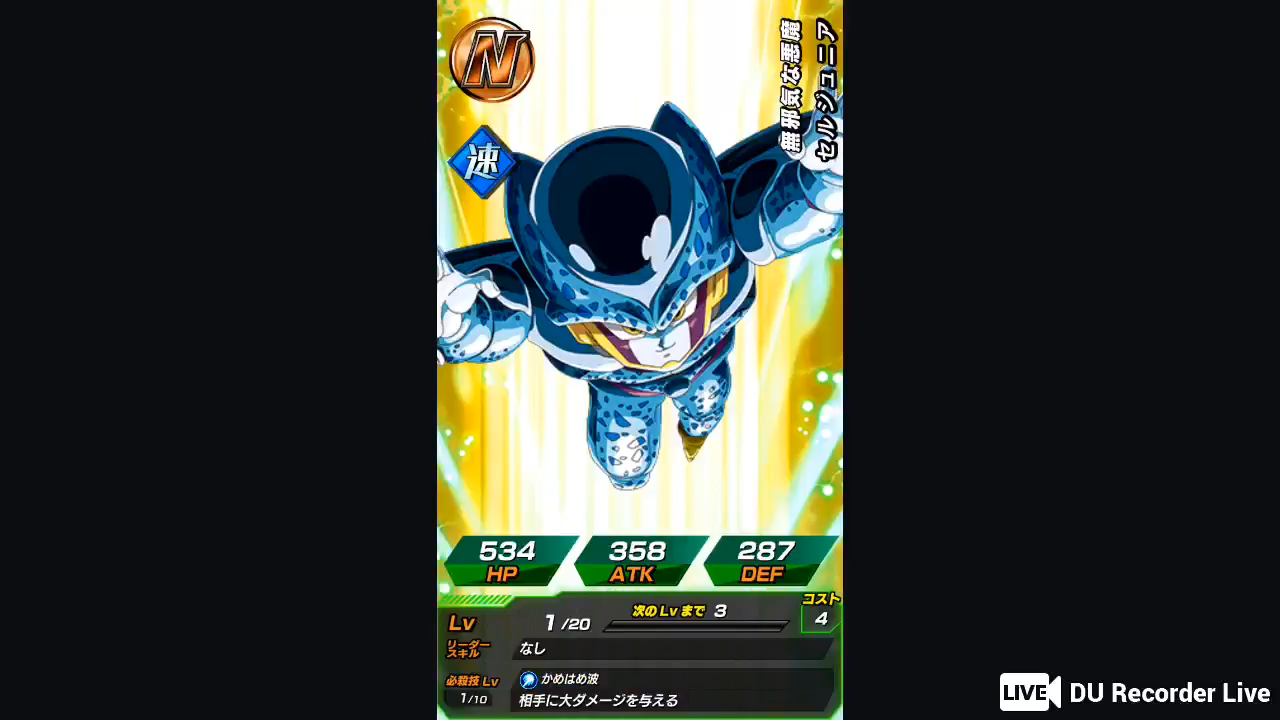 N
無邪気な悪魔
セルジュニア
速
534
HP
358
ATK
287
DEF
Lv 1/20
次のLvまで 3
コスト
4
リーダー
スキル
なし
必殺技 Lv
1/10
かめはめ波
相手に大ダメージを与える
LIVE DU Recorder Live